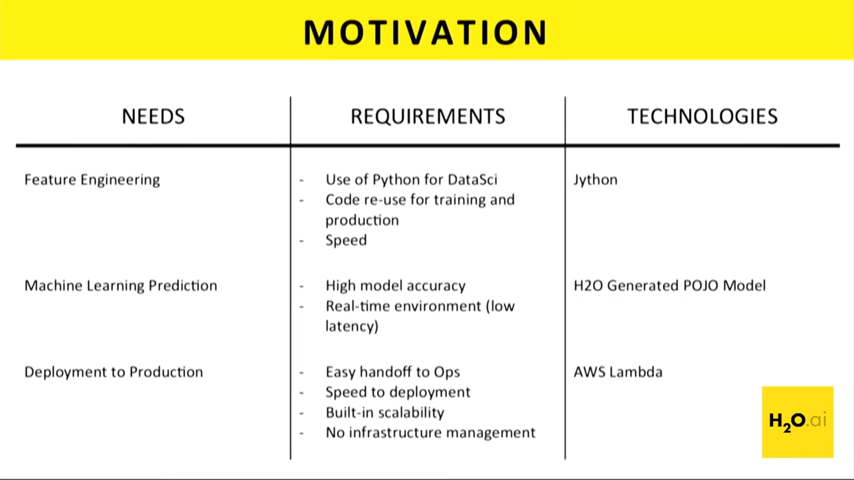 MOTIVATION
NEEDS REQUIREMENTS TECHNOLOGIES
Feature Engineering
- Use of Python for DataSci
- Code re-use for training and
production
- Speed
Jython
Machine Learning Prediction
- High model accuracy
- Real-time environment (low
latency)
H2O Generated POJO Model
Deployment to Production
- Easy handoff to Ops
- Speed to deployment
- Built-in scalability
- No infrastructure management
AWS Lambda
H2O.ai